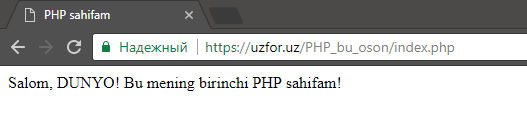 PHP sahifam
Надежный https://uzfor.uz/PHP_bu_oson/index.php
Salom, DUNYO! Bu mening birinchi PHP sahifam!